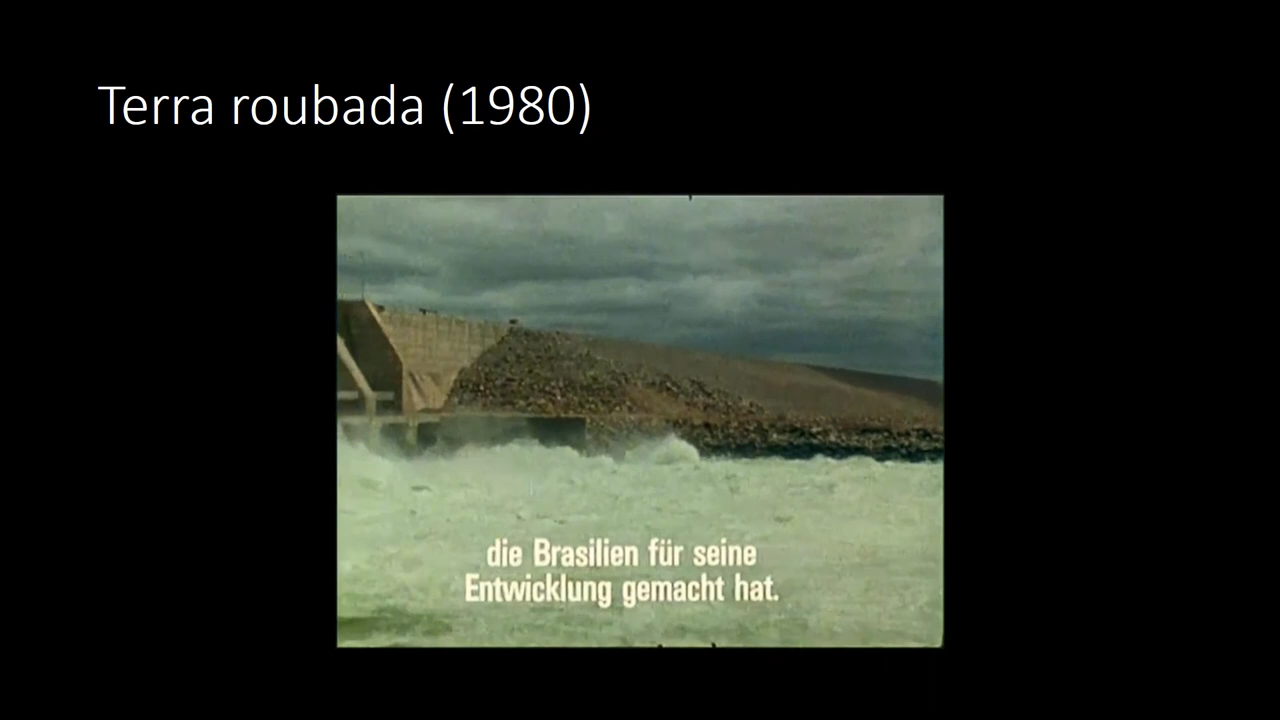 Terra roubada (1980)
die Brasilien für seine
Entwicklung gemacht hat.